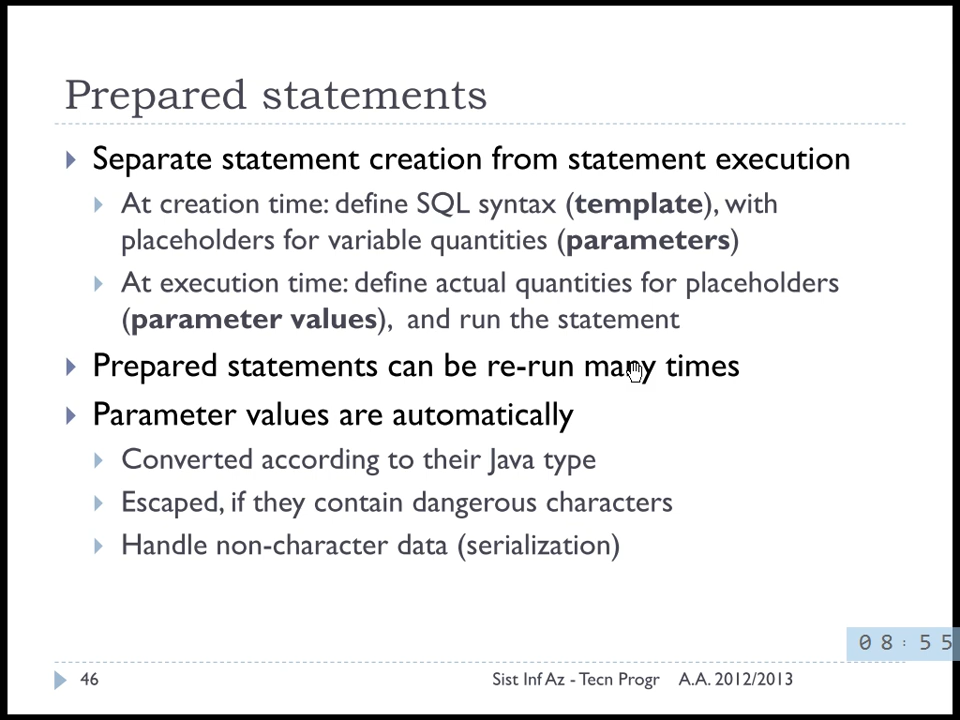 Prepared statements
Separate statement creation from statement execution
At creation time: define SQL syntax (template), with
placeholders for variable quantities (parameters)
At execution time: define actual quantities for placeholders
(parameter values),  and run the statement
Prepared statements can be re-run many times
Parameter values are automatically
Converted according to their Java type
Escaped, if they contain dangerous characters
Handle non-character data (serialization)
08:55
46
Sist Inf Az - Tecn Progr A.A. 2012/2013